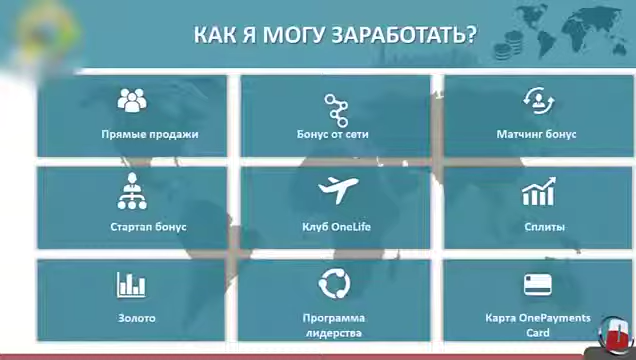 КАК Я МОГУ ЗАРАБОТАТЬ?
Прямые продажи
Бонус от сети
Матчинг бонус
Стартап бонус
Клуб OneLife
Сплиты
Золото
Программа
лидерства
Карта OnePayments
Card